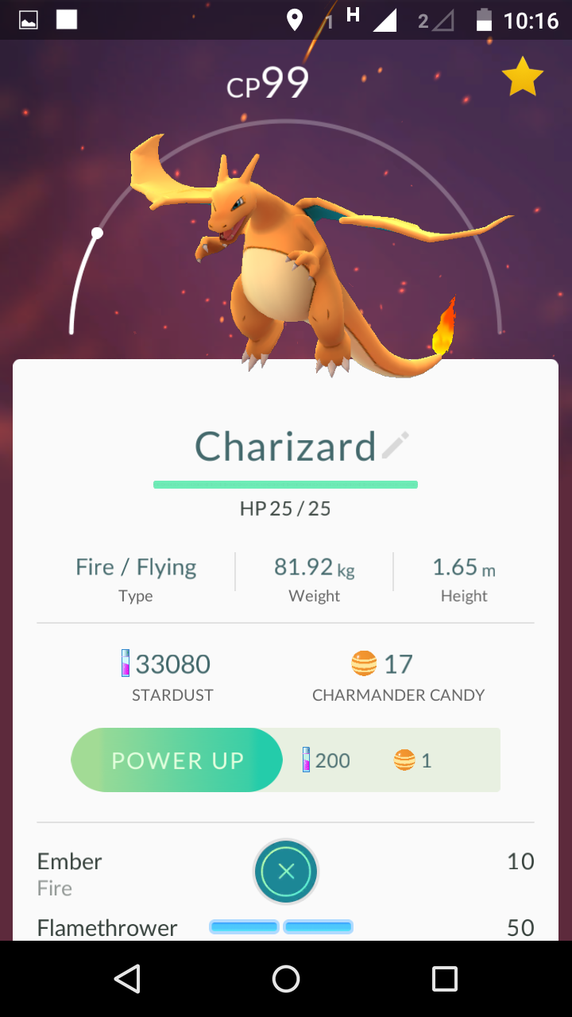 1 H 2 10:16
CP99
Charizard
HP 25 / 25
Fire / Flying 81.92 kg 1.65 m
Type Weight Height
33080 17
STARDUST CHARMANDER CANDY
POWER UP 200 1
Ember 10
Fire
Flamethrower 50